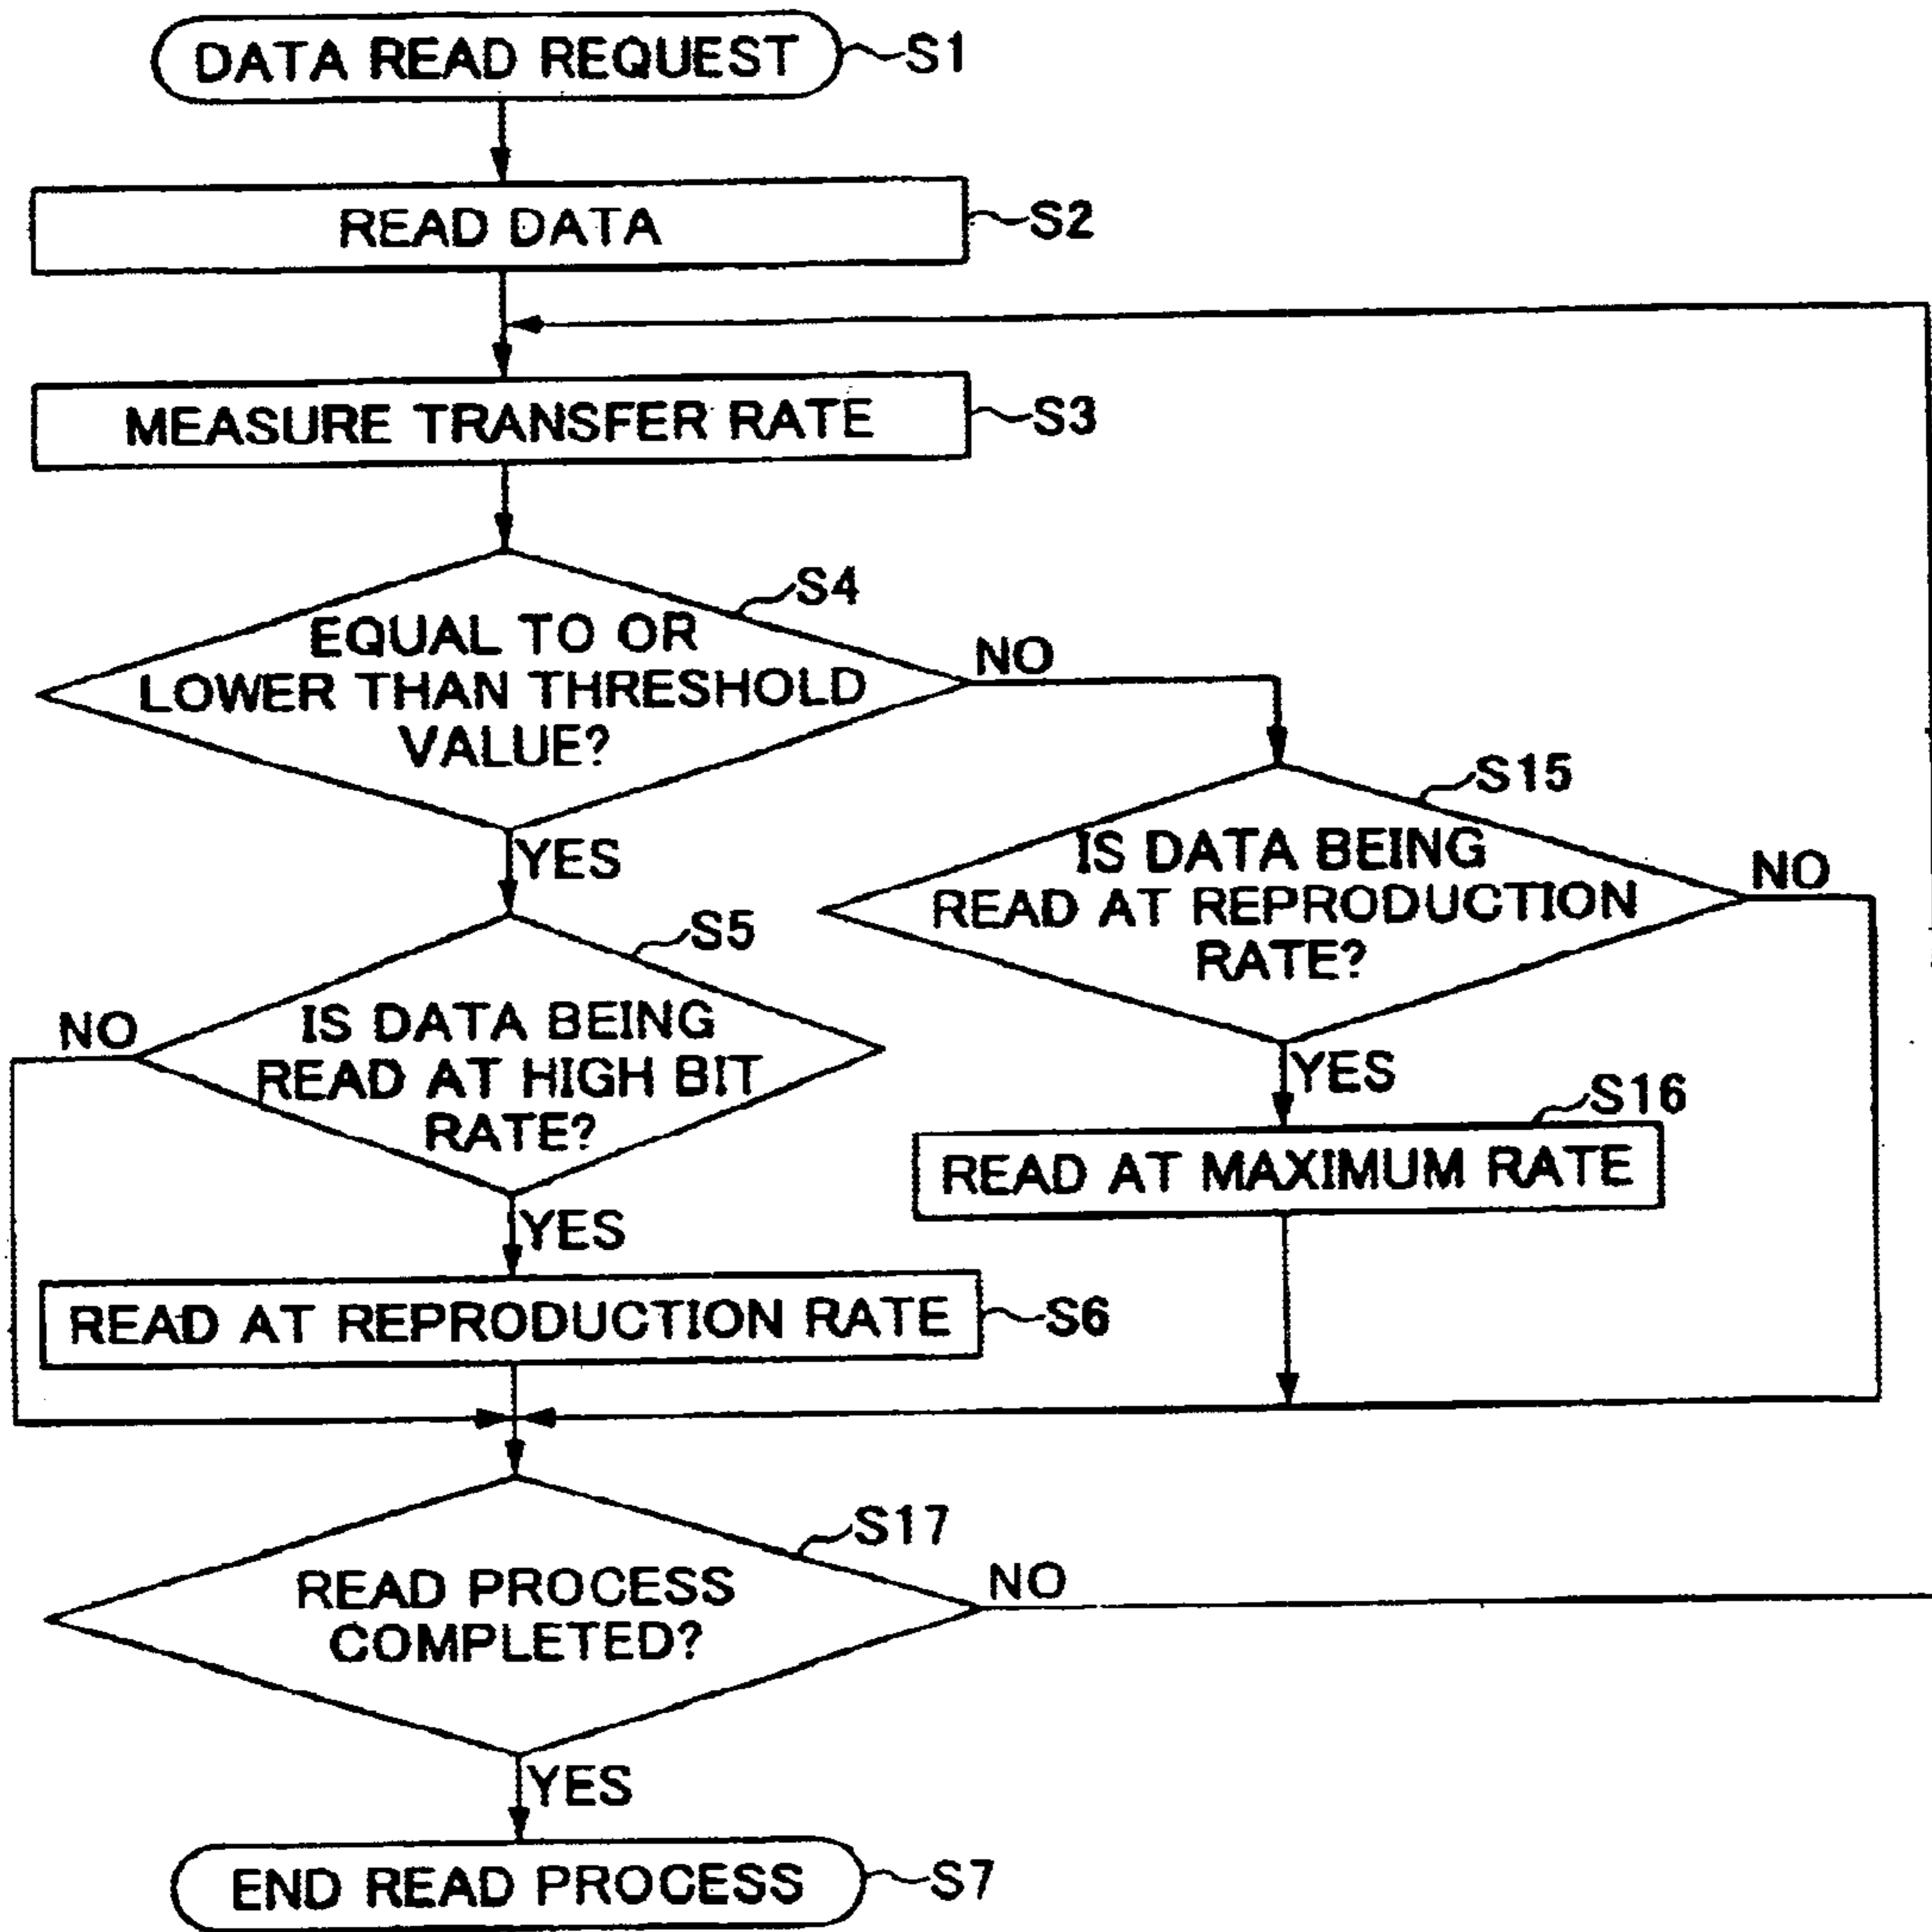 DATA READ REQUEST
S1
READ DATA
S2
MEASURE TRANSFER RATE
S3
S4
EQUAL TO OR
LOWER THAN THRESHOLD
VALUE?
NO
YES
S15
IS DATA BEING
READ AT REPRODUCTION
RATE?
NO
YES
S5
IS DATA BEING
READ AT HIGH BIT
RATE?
NO
YES
S16
READ AT MAXIMUM RATE
READ AT REPRODUCTION RATE
S6
S17
READ PROCESS
COMPLETED?
NO
YES
END READ PROCESS
S7